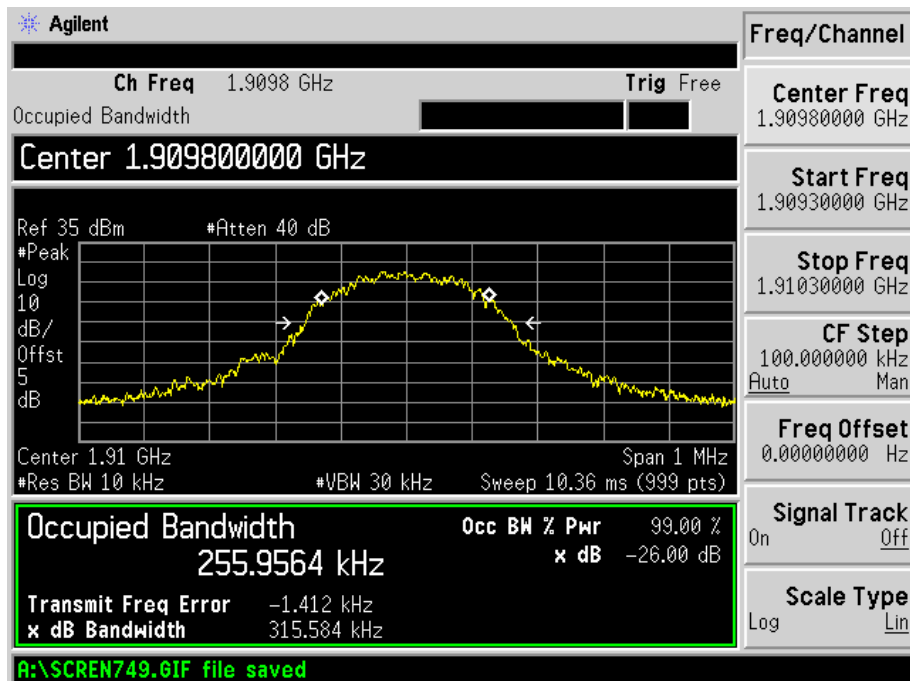 Agilent
Ch Freq 1.9098 GHz Trig Free
Occupied Bandwidth
Center 1.909800000 GHz
Ref 35 dBm #Atten 40 dB
#Peak
Log
10
dB/
Offst
5
dB
Center 1.91 GHz Span 1 MHz
#Res BW 10 kHz #VBW 30 kHz Sweep 10.36 ms (999 pts)
Occupied Bandwidth Occ BW % Pwr 99.00 %
255.9564 kHz x dB -26.00 dB
Transmit Freq Error -1.412 kHz
x dB Bandwidth 315.584 kHz
A:\SCREN749.GIF file saved
Freq/Channel
Center Freq
1.90980000 GHz
Start Freq
1.90930000 GHz
Stop Freq
1.91030000 GHz
CF Step
100.000000 kHz
Auto Man
Freq Offset
0.00000000 Hz
Signal Track
On Off
Scale Type
Log Lin